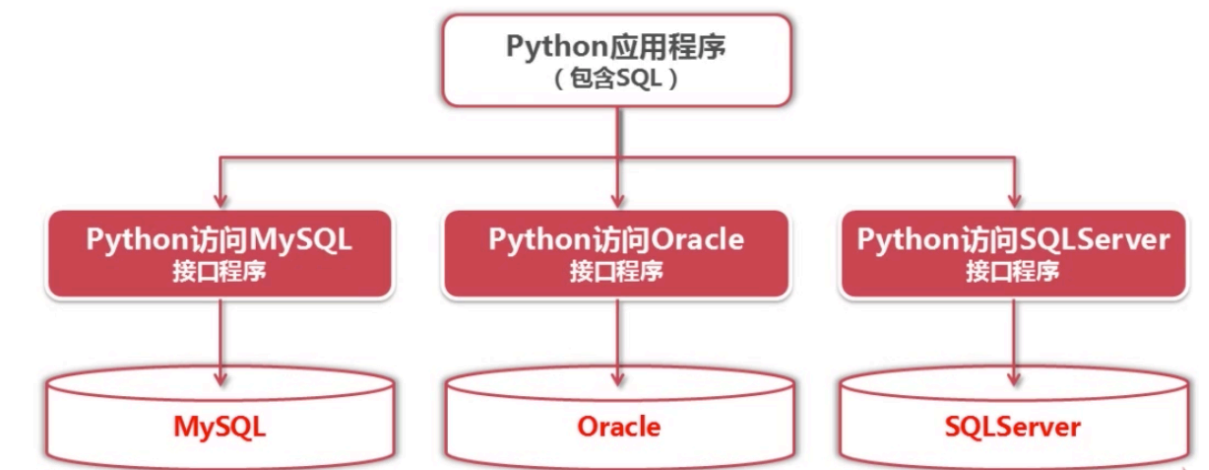 Python应用程序
（包含SQL）
Python访问MySQL
接口程序
Python访问Oracle
接口程序
Python访问SQLServer
接口程序
MySQL
Oracle
SQLServer